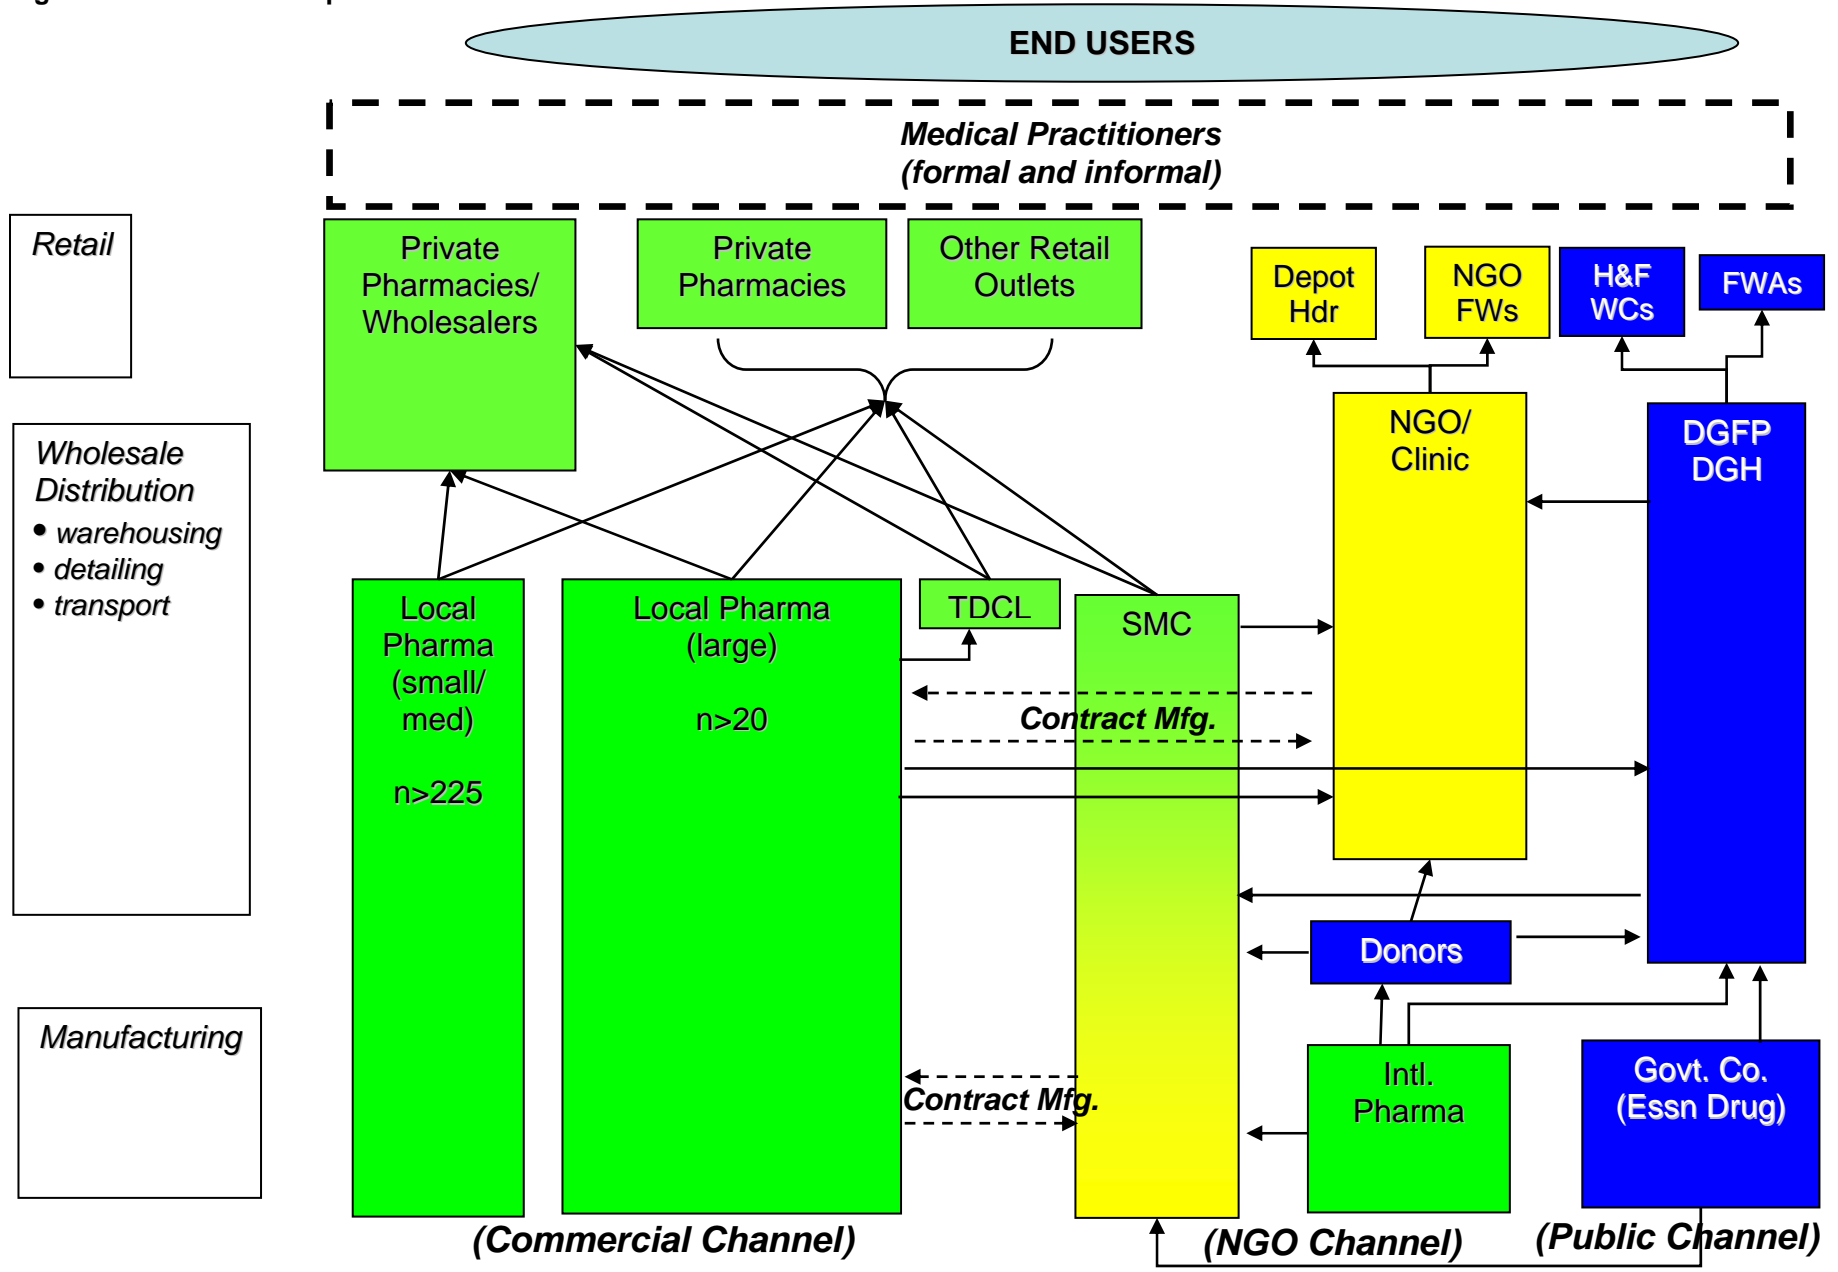 END USERS
Medical Practitioners
(formal and informal)
Retail
Private
Pharmacies/
Wholesalers
Private
Pharmacies
Other Retail
Outlets
Depot
Hdr
NGO
FWs
H&F
WCs
FWAs
Wholesale
Distribution
• warehousing
• detailing
• transport
NGO/
Clinic
DGFP
DGH
Local
Pharma
(small/
med)
n>225
Local Pharma
(large)
n>20
TDCL
SMC
Contract Mfg.
Donors
Manufacturing
Contract Mfg.
Intl.
Pharma
Govt. Co.
(Essn Drug)
(Commercial Channel)
(NGO Channel)
(Public Channel)